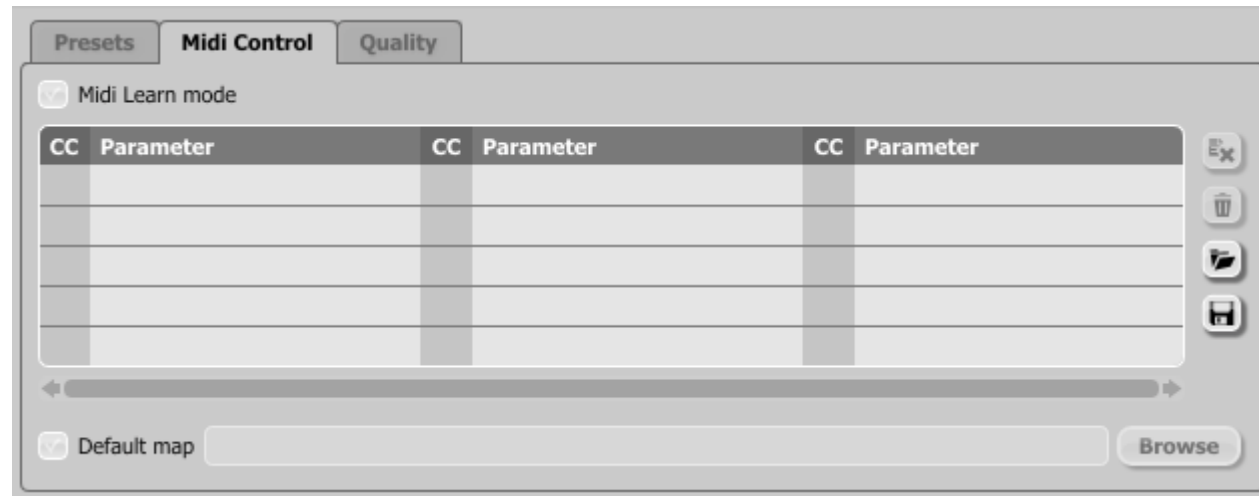 Presets Midi Control Quality
Midi Learn mode
CC Parameter CC Parameter CC Parameter
Default map Browse